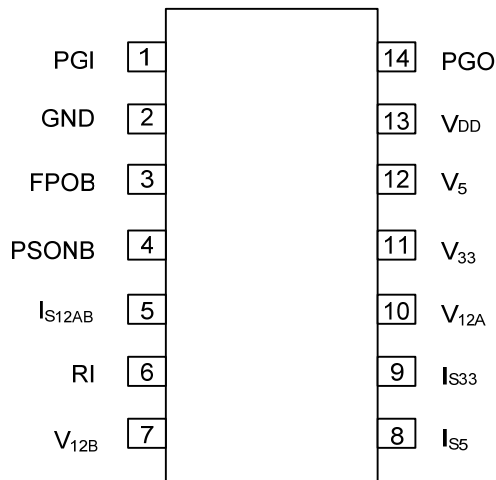 PGI 1 14 PGO
GND 2 13 VDD
FPOB 3 12 V5
PSONB 4 11 V33
IS12AB 5 10 V12A
RI 6 9 IS33
V12B 7 8 IS5